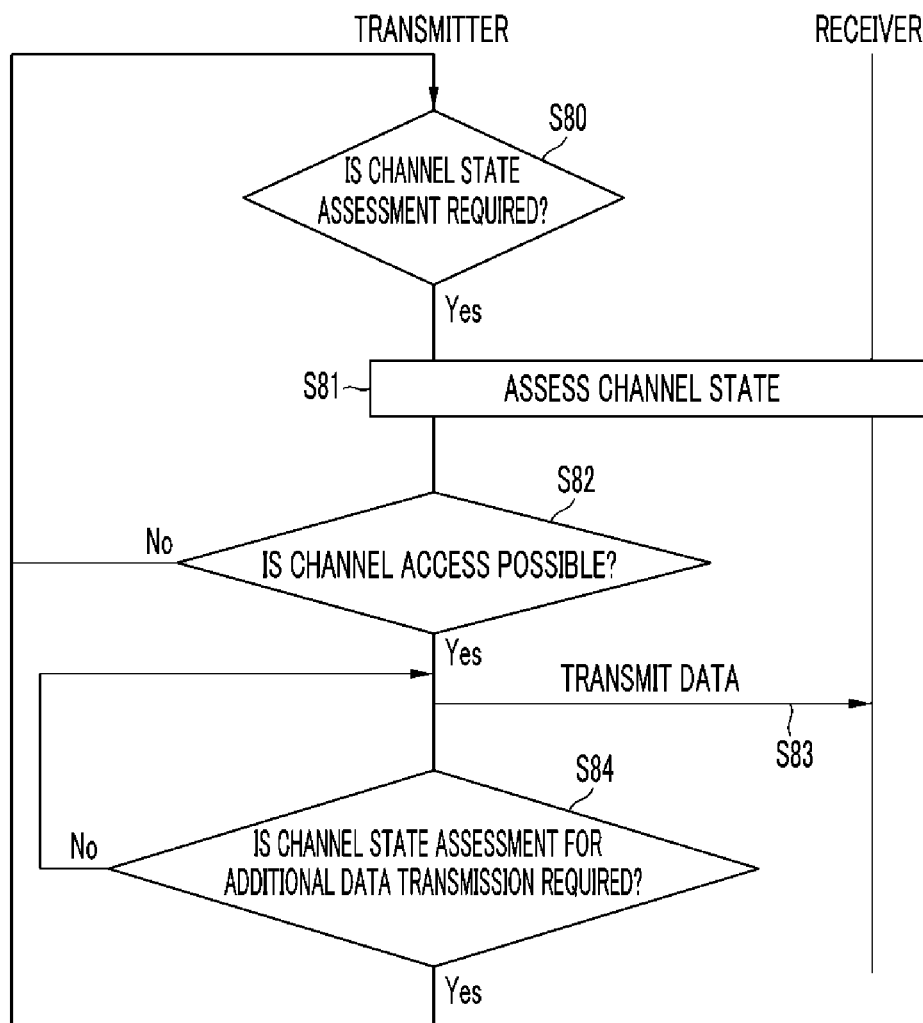 TRANSMITTER
RECEIVER
S80
IS CHANNEL STATE
ASSESSMENT REQUIRED?
Yes
S81
ASSESS CHANNEL STATE
S82
No
IS CHANNEL ACCESS POSSIBLE?
Yes
TRANSMIT DATA
S83
S84
No
IS CHANNEL STATE ASSESSMENT FOR
ADDITIONAL DATA TRANSMISSION REQUIRED?
Yes